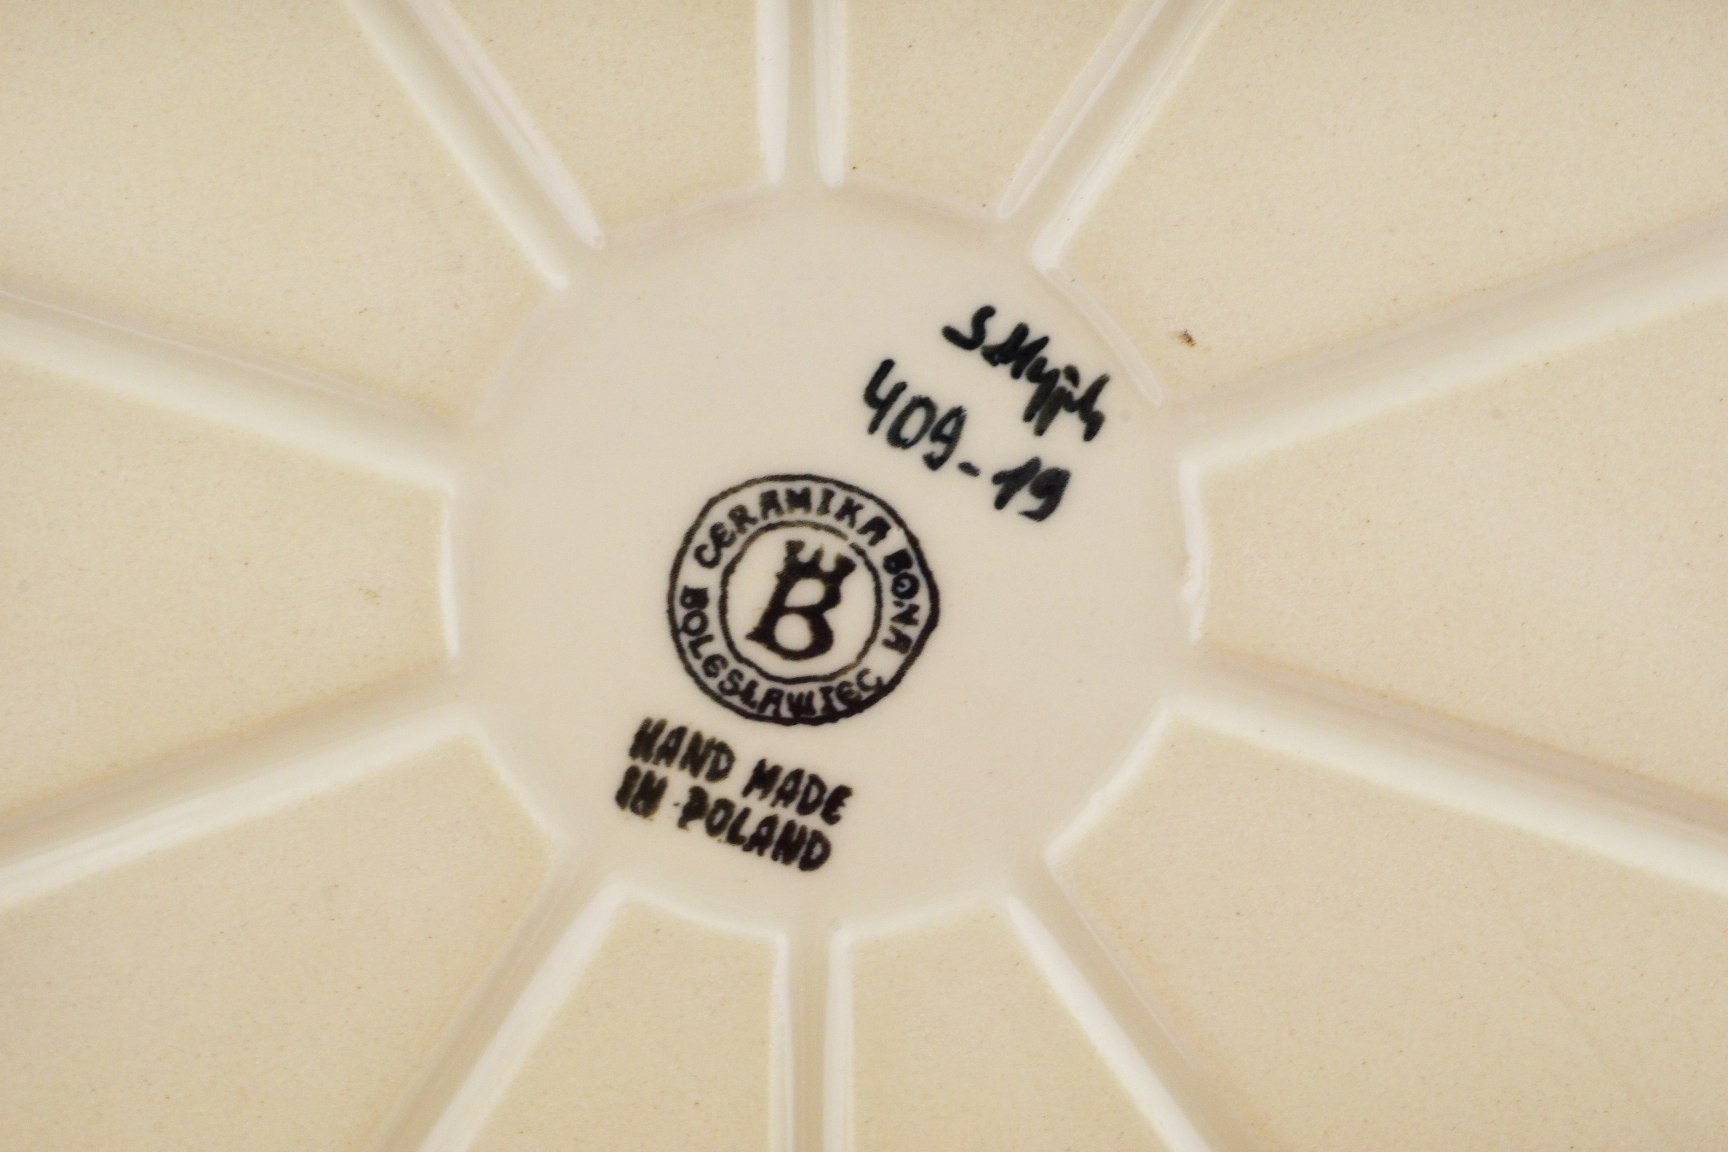 409-19
CERAMIKA BONA
BOLESŁAWIEC
B
HAND MADE
IN POLAND